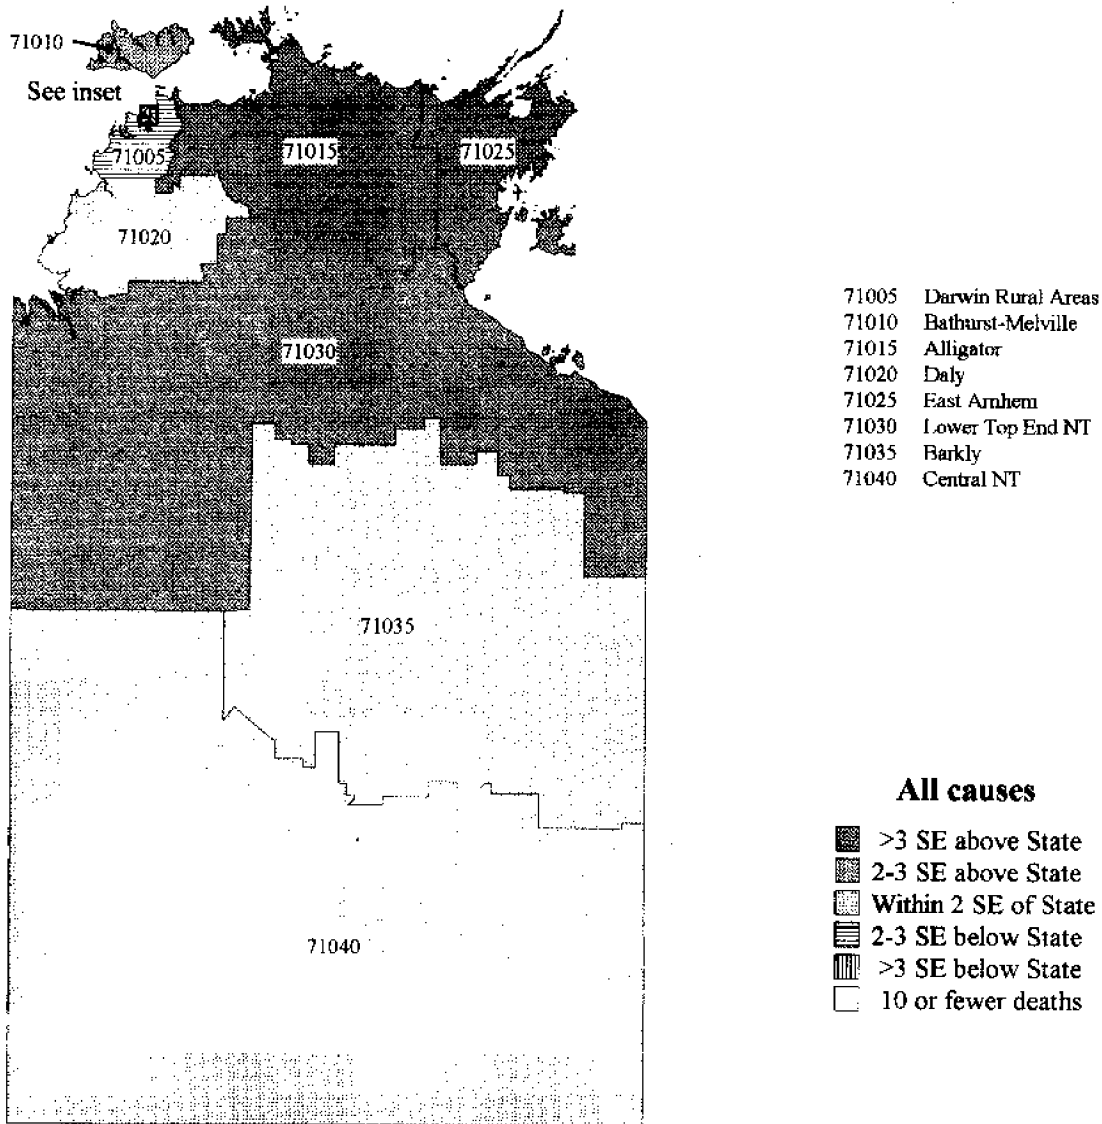 71010
See inset
71005
71015
71025
71020
71030
71035
71040
71005 Darwin Rural Areas
71010 Bathurst-Melville
71015 Alligator
71020 Daly
71025 East Arnhem
71030 Lower Top End NT
71035 Barkly
71040 Central NT
All causes
>3 SE above State
2-3 SE above State
Within 2 SE of State
2-3 SE below State
>3 SE below State
10 or fewer deaths